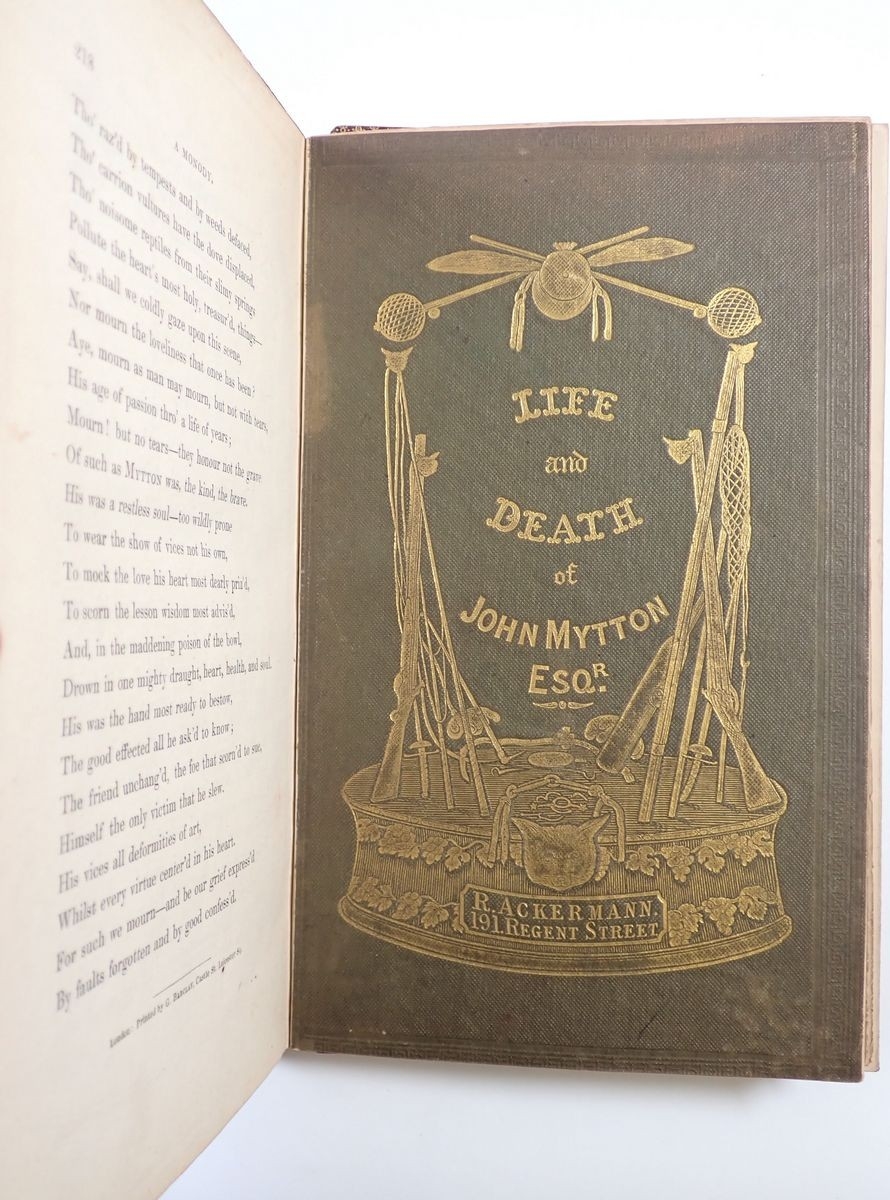 218
A MONODY.
Tho' raz'd by tempests and by weeds defaced,
Tho' carrion vultures have the dove displaced,
Tho' noisome reptiles from their slimy springs
Pollute the heart's most holy, treasur'd, things—
Say, shall we coldly gaze upon this scene,
Nor mourn the loveliness that once has been?
Aye, mourn as man may mourn, but not with tears,
His age of passion thro' a life of years;
Mourn! but no tears—they honour not the grave
Of such as MYTTON was, the kind, the brave.
His was a restless soul—too wildly prone
To wear the show of vices not his own,
To mock the love his heart most dearly priz'd,
To scorn the lesson wisdom most advis'd,
And, in the maddening poison of the bowl,
Drown in one mighty draught, heart, health, and soul.
His was the hand most ready to bestow,
The good effected all he ask'd to know;
The friend unchang'd, the foe that scorn'd to sue,
Himself the only victim that he slew.
His vices all deformities of art,
Whilst every virtue center'd in his heart.
For such we mourn—and be our grief express'd
By faults forgotten and by good confess'd.
London: Printed by G. BARCLAY, Castle St. Leicester Sq.
LIFE
and
DEATH
of
JOHN MYTTON
ESQR.
R. ACKERMANN.
191. REGENT STREET